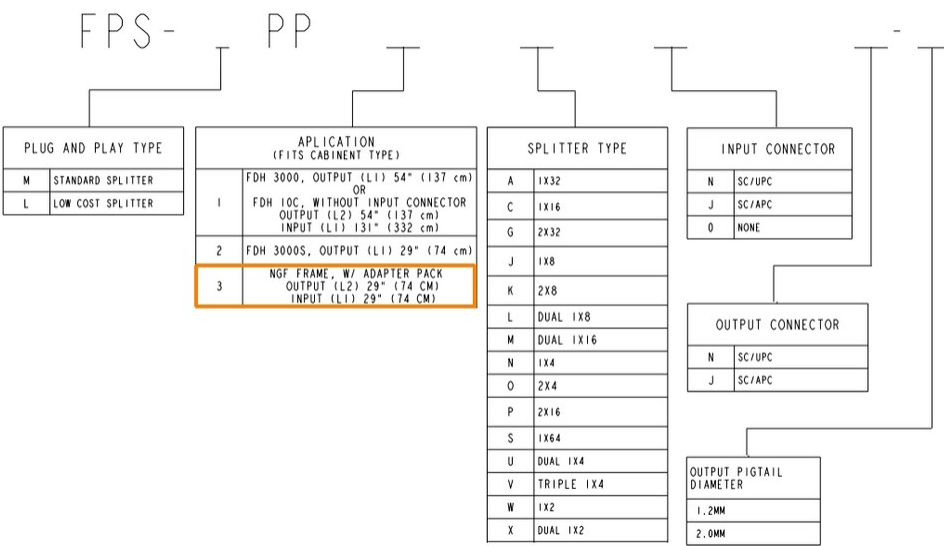 FPS-_PP _ _ _ _-_
PLUG AND PLAY TYPE
M STANDARD SPLITTER
L LOW COST SPLITTER
APLICATION
(FITS CABINENT TYPE)
1 FDH 3000, OUTPUT (L1) 54" (137 cm)
OR
FDH 10C, WITHOUT INPUT CONNECTOR
OUTPUT (L2) 54" (137 cm)
INPUT (L1) 131" (332 cm)
2 FDH 3000S, OUTPUT (L1) 29" (74 cm)
3 NGF FRAME, W/ ADAPTER PACK
OUTPUT (L2) 29" (74 CM)
INPUT (L1) 29" (74 CM)
SPLITTER TYPE
A 1X32
C 1X16
G 2X32
J 1X8
K 2X8
L DUAL 1X8
M DUAL 1X16
N 1X4
O 2X4
P 2X16
S 1X64
U DUAL 1X4
V TRIPLE 1X4
W 1X2
X DUAL 1X2
INPUT CONNECTOR
N SC/UPC
J SC/APC
0 NONE
OUTPUT CONNECTOR
N SC/UPC
J SC/APC
OUTPUT PIGTAIL
DIAMETER
1.2MM
2.0MM